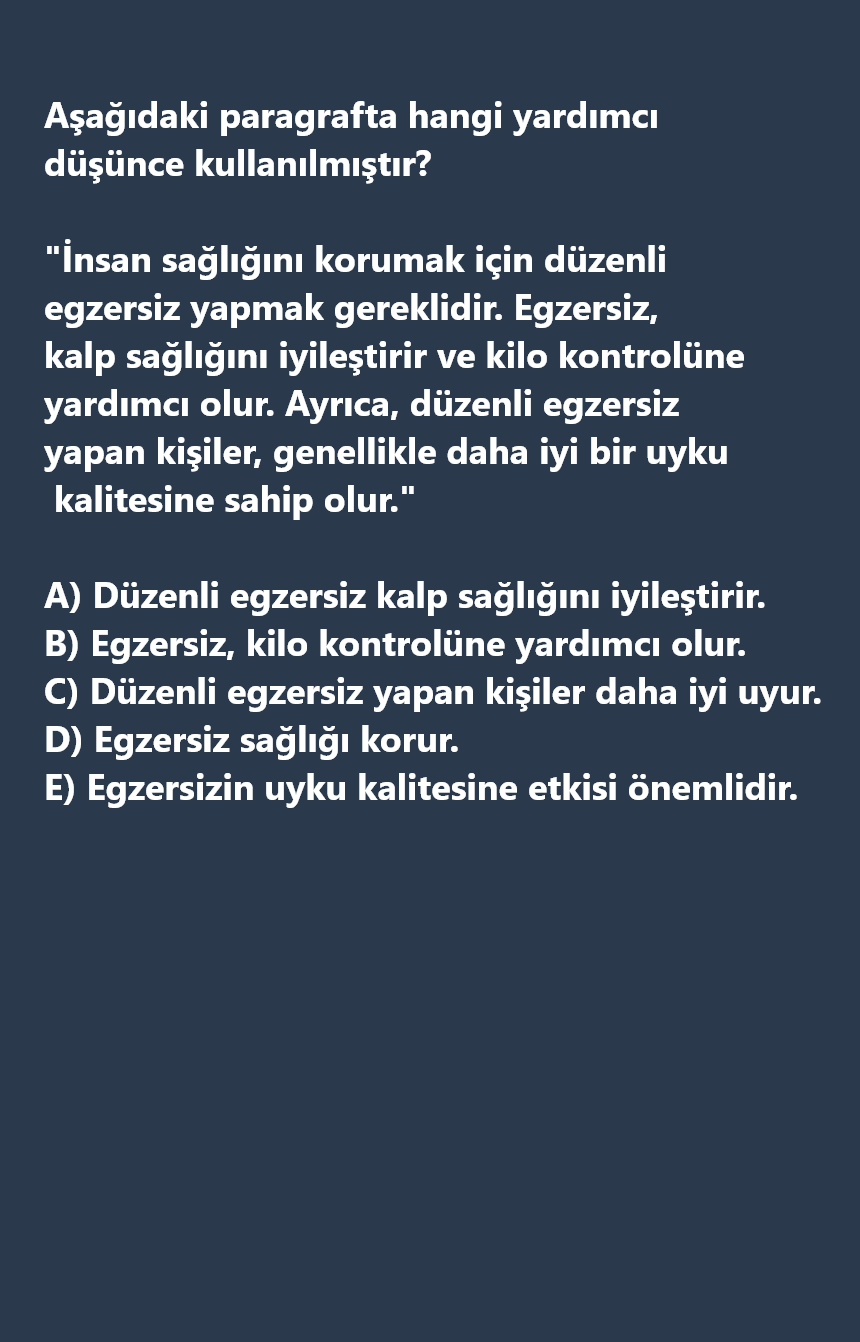 Aşağıdaki paragrafta hangi yardımcı
düşünce kullanılmıştır?
"İnsan sağlığını korumak için düzenli
egzersiz yapmak gereklidir. Egzersiz,
kalp sağlığını iyileştirir ve kilo kontrolüne
yardımcı olur. Ayrıca, düzenli egzersiz
yapan kişiler, genellikle daha iyi bir uyku
kalitesine sahip olur."
A) Düzenli egzersiz kalp sağlığını iyileştirir.
B) Egzersiz, kilo kontrolüne yardımcı olur.
C) Düzenli egzersiz yapan kişiler daha iyi uyur.
D) Egzersiz sağlığı korur.
E) Egzersizin uyku kalitesine etkisi önemlidir.